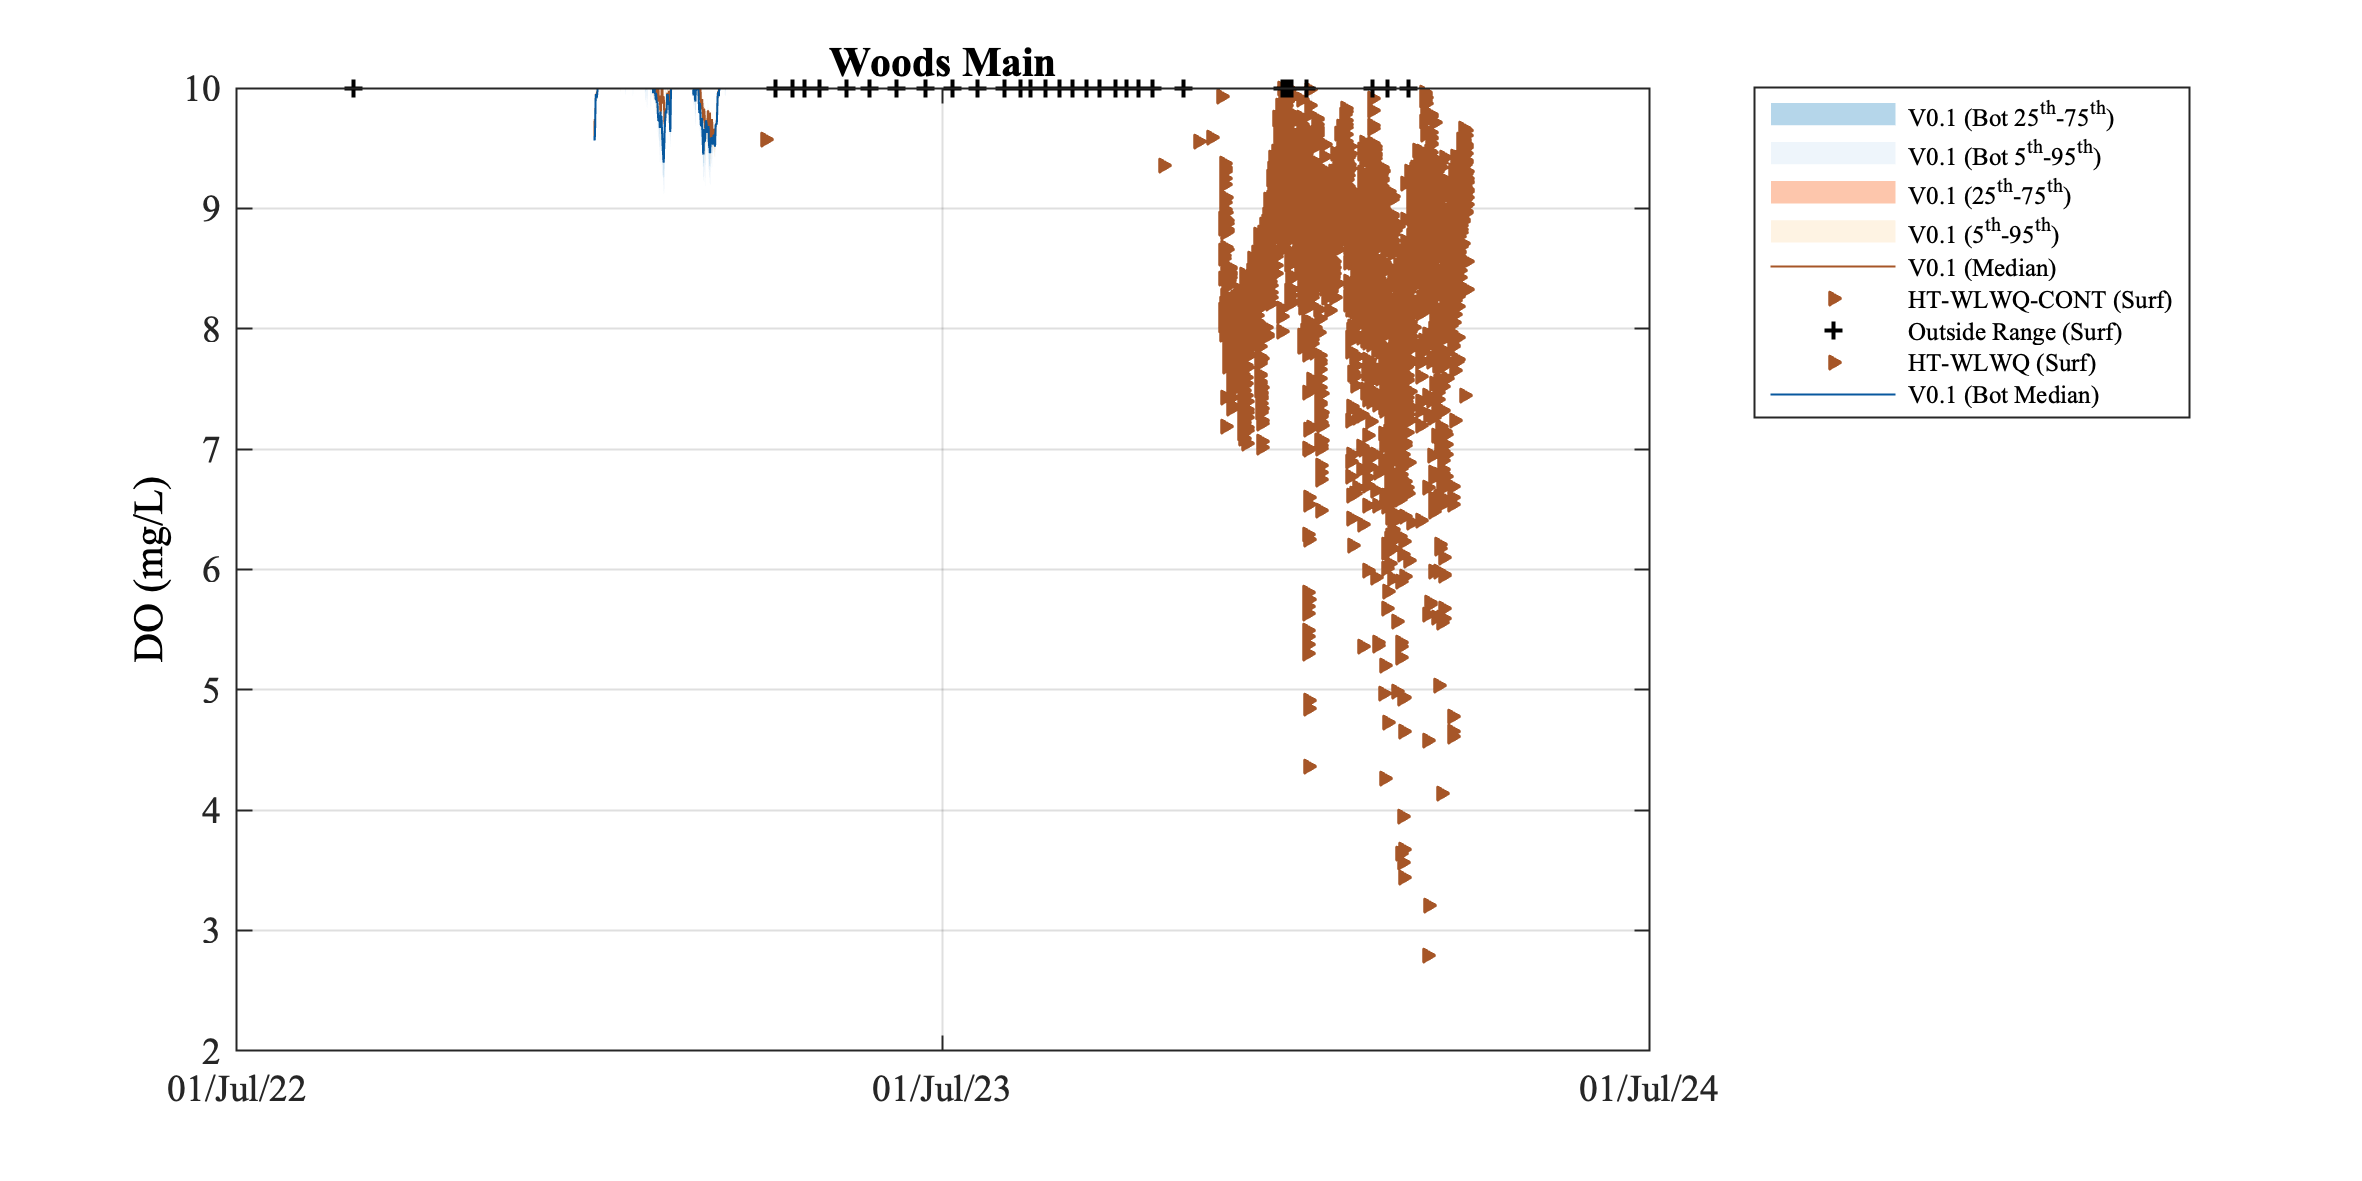 Woods Main
10
9
8
7
6
5
4
3
2
DO (mg/L)
01/Jul/22
01/Jul/23
01/Jul/24
V0.1 (Bot 25th-75th)
V0.1 (Bot 5th-95th)
V0.1 (25th-75th)
V0.1 (5th-95th)
V0.1 (Median)
HT-WLWQ-CONT (Surf)
Outside Range (Surf)
HT-WLWQ (Surf)
V0.1 (Bot Median)